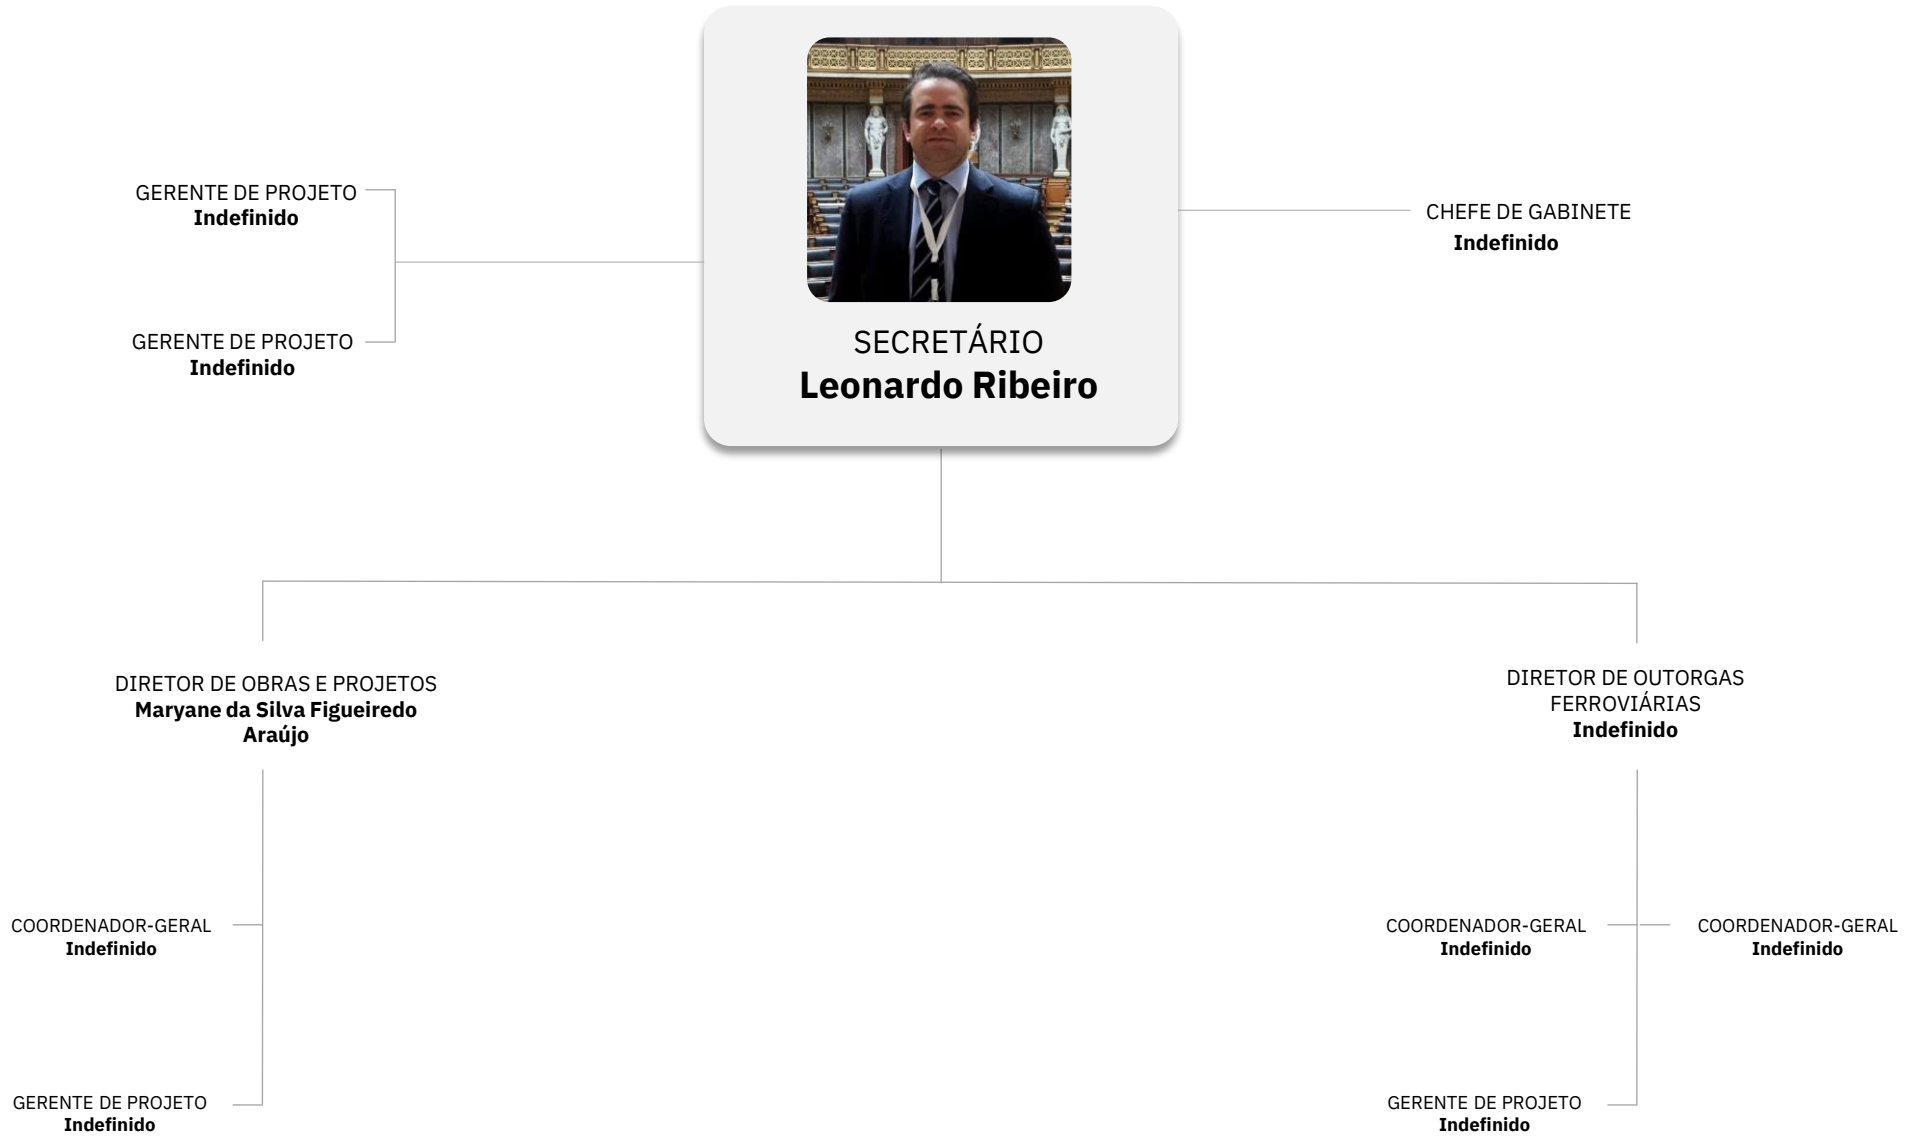 GERENTE DE PROJETO
Indefinido
GERENTE DE PROJETO
Indefinido
SECRETÁRIO
Leonardo Ribeiro
CHEFE DE GABINETE
Indefinido
DIRETOR DE OBRAS E PROJETOS
Maryane da Silva Figueiredo
Araújo
DIRETOR DE OUTORGAS
FERROVIÁRIAS
Indefinido
COORDENADOR-GERAL
Indefinido
COORDENADOR-GERAL
Indefinido
COORDENADOR-GERAL
Indefinido
GERENTE DE PROJETO
Indefinido
GERENTE DE PROJETO
Indefinido